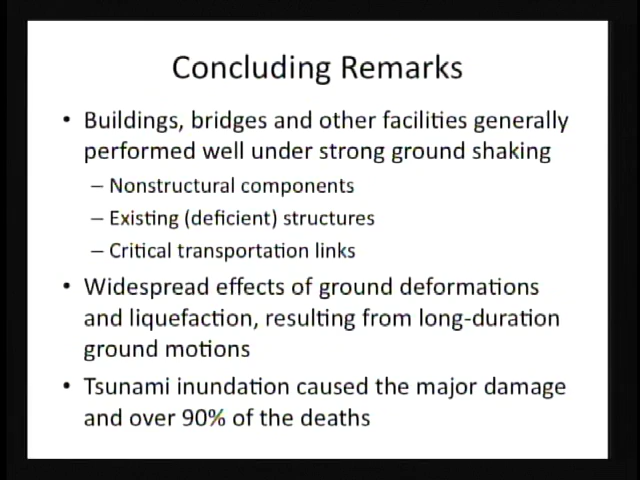 Concluding Remarks
• Buildings, bridges and other facilities generally
performed well under strong ground shaking
– Nonstructural components
– Existing (deficient) structures
– Critical transportation links
• Widespread effects of ground deformations
and liquefaction, resulting from long-duration
ground motions
• Tsunami inundation caused the major damage
and over 90% of the deaths